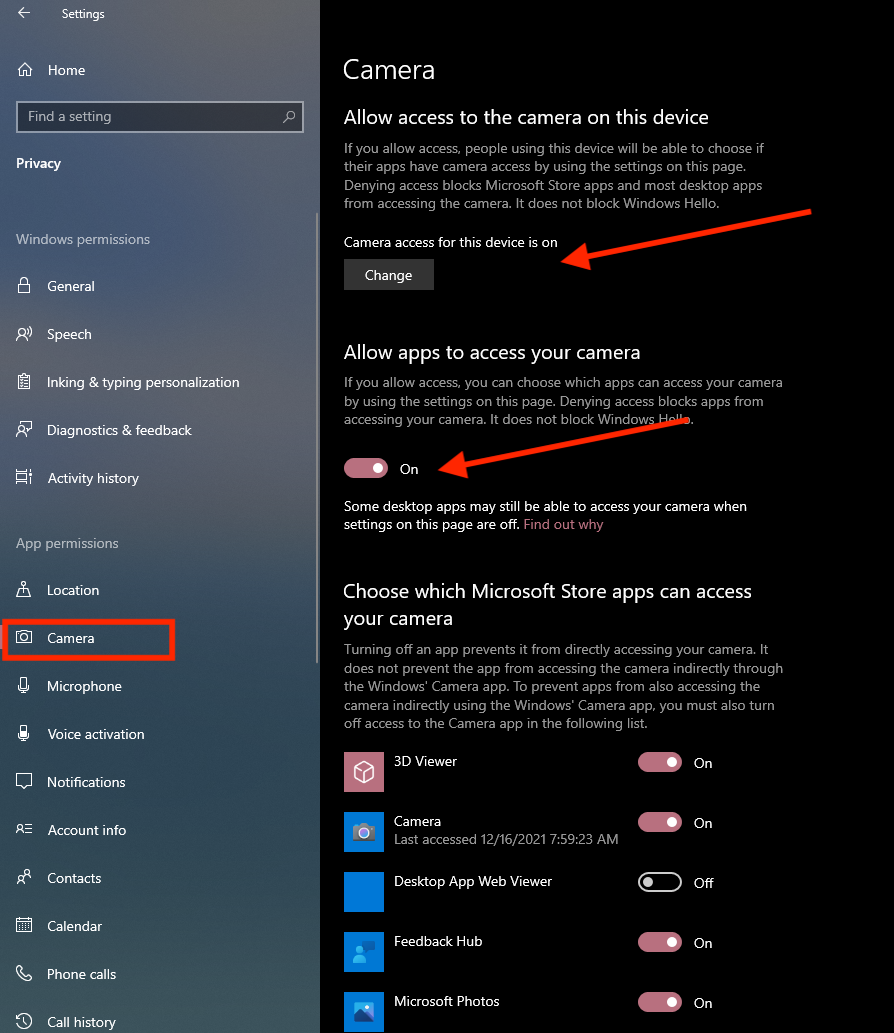 Settings
Home
Find a setting
Privacy
Windows permissions
General
Speech
Inking & typing personalization
Diagnostics & feedback
Activity history
App permissions
Location
Camera
Microphone
Voice activation
Notifications
Account info
Contacts
Calendar
Phone calls
Call history
Camera
Allow access to the camera on this device
If you allow access, people using this device will be able to choose if
their apps have camera access by using the settings on this page.
Denying access blocks Microsoft Store apps and most desktop apps
from accessing the camera. It does not block Windows Hello.
Camera access for this device is on
Change
Allow apps to access your camera
If you allow access, you can choose which apps can access your camera
by using the settings on this page. Denying access blocks apps from
accessing your camera. It does not block Windows Hello.
On
Some desktop apps may still be able to access your camera when
settings on this page are off. Find out why
Choose which Microsoft Store apps can access
your camera
Turning off an app prevents it from directly accessing your camera. It
does not prevent the app from accessing the camera indirectly through
the Windows' Camera app. To prevent apps from also accessing the
camera indirectly using the Windows' Camera app, you must also turn
off access to the Camera app in the following list.
3D Viewer
On
Camera
On
Last accessed 12/16/2021 7:59:23 AM
Desktop App Web Viewer
Off
Feedback Hub
On
Microsoft Photos
On